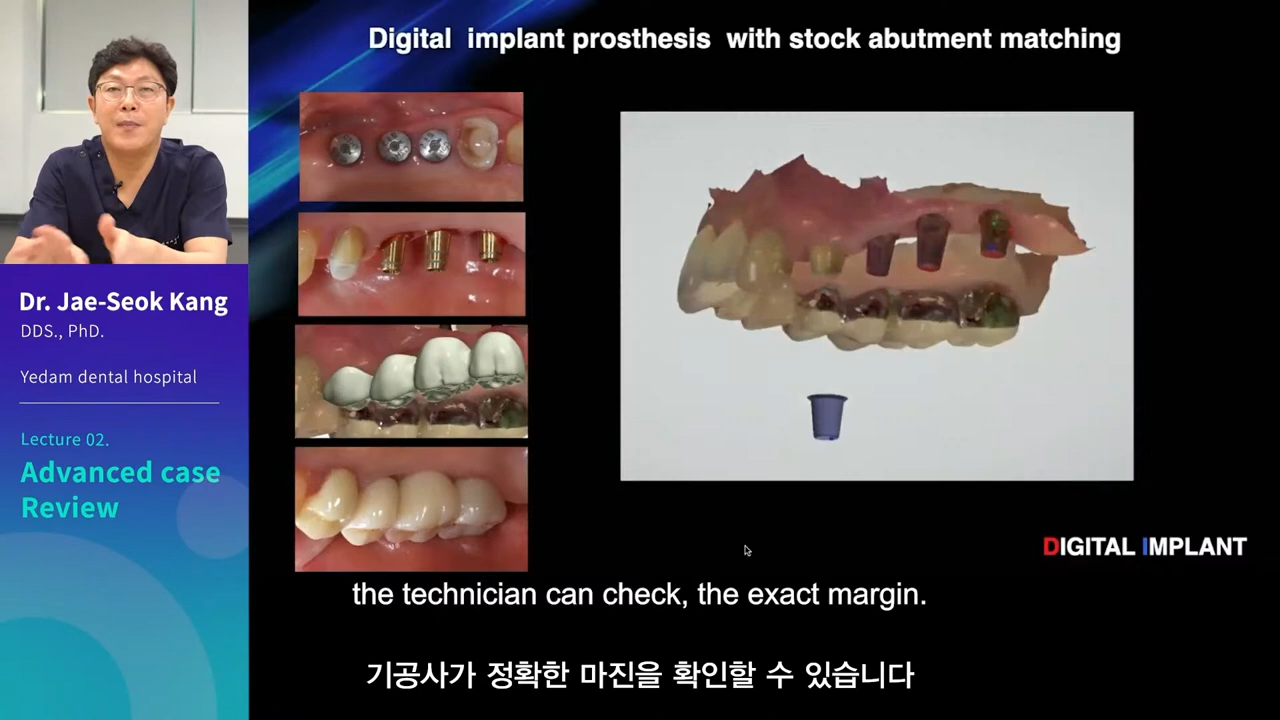 Digital implant prosthesis with stock abutment matching
Dr. Jae-Seok Kang
DDS., PhD.
Yedam dental hospital
Lecture 02.
Advanced case
Review
DIGITAL IMPLANT
the technician can check, the exact margin.
기공사가 정확한 마진을 확인할 수 있습니다